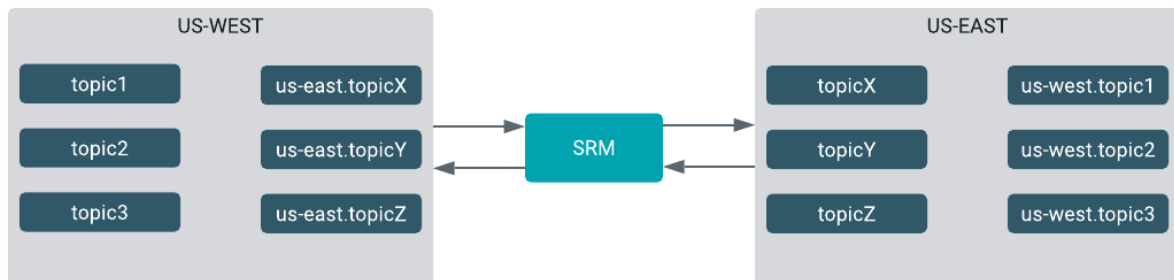 US-WEST
topic1
us-east.topicX
topic2
us-east.topicY
topic3
us-east.topicZ
SRM
US-EAST
topicX
us-west.topic1
topicY
us-west.topic2
topicZ
us-west.topic3